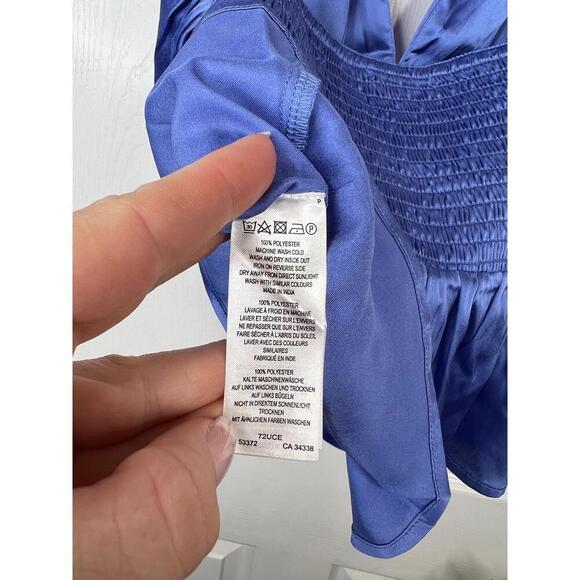 P
30 P
100% POLYESTER
MACHINE WASH COLD
WASH AND DRY INSIDE OUT
IRON ON REVERSE SIDE
DRY AWAY FROM DIRECT SUNLIGHT
WASH WITH SIMILAR COLOURS
MADE IN INDIA
100% POLYESTER
LAVAGE À FROID EN MACHINE
LAVER ET SÉCHER SUR L'ENVERS
NE REPASSER QUE SUR L'ENVERS
FAIRE SÉCHER À L'ABRIS DU SOLEIL
LAVER AVEC DES COULEURS
SIMILAIRES
FABRIQUÉ EN INDE
100% POLYESTER
KALTE MASCHINENWÄSCHE
AUF LINKS WASCHEN UND TROCKNEN
AUF LINKS BÜGELN
NICHT IN DIREKTEM SONNENLICHT
TROCKNEN
MIT ÄHNLICHEN FARBEN WASCHEN
72UCE
53372 CA 34338